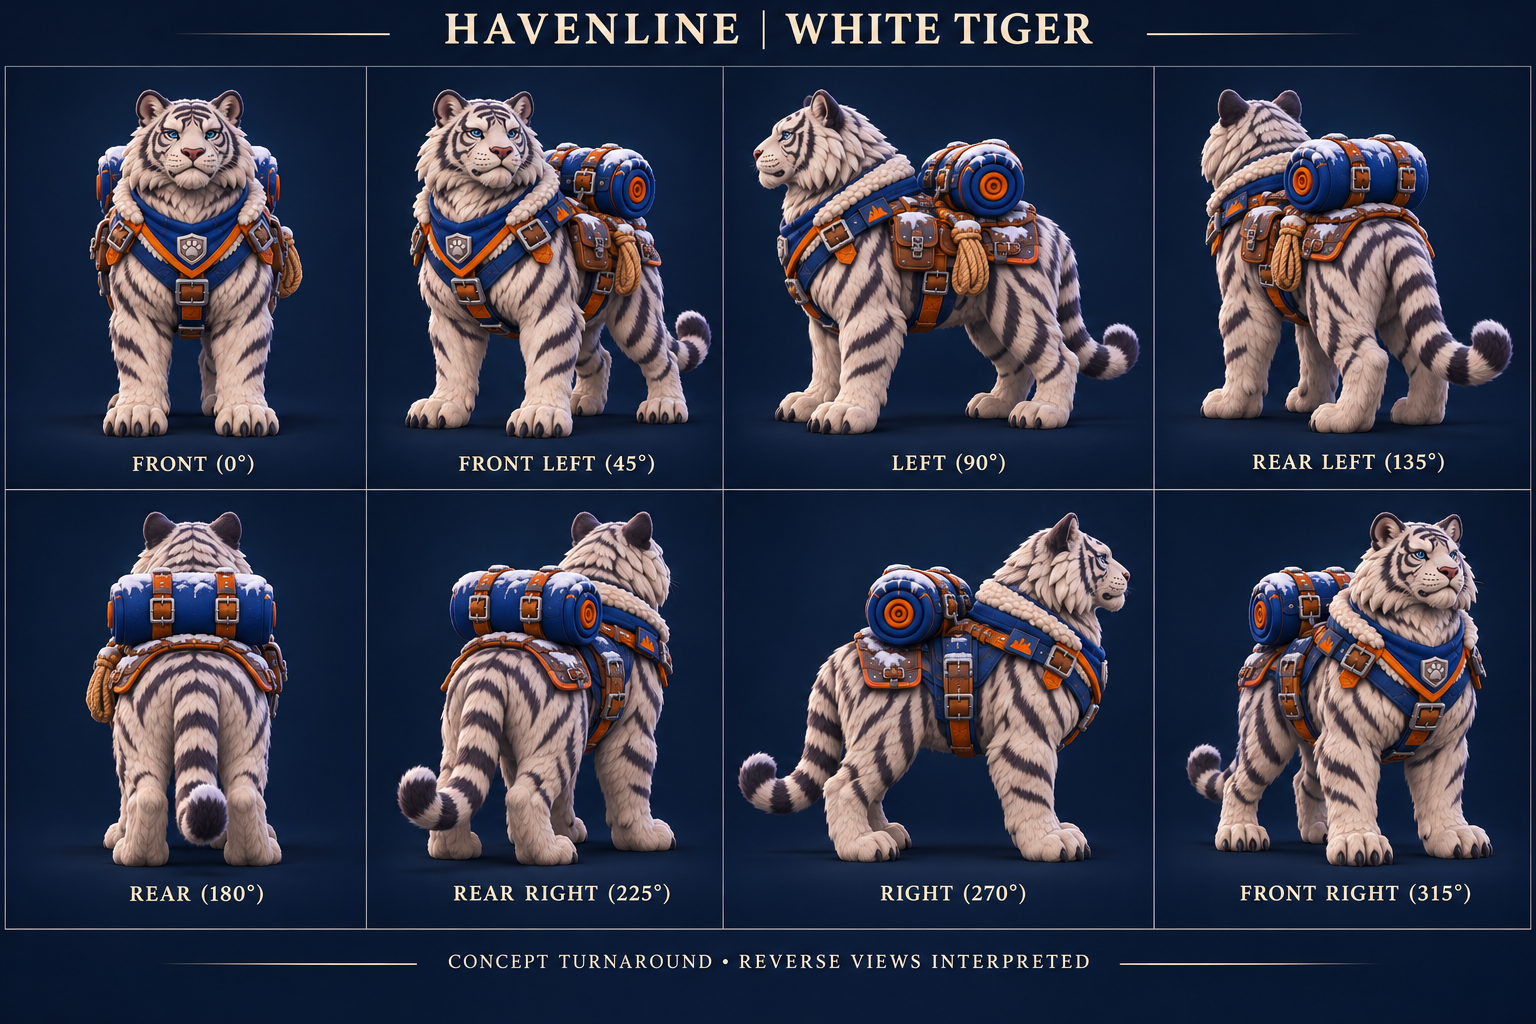 HAVENLINE | WHITE TIGER
FRONT (0°)
FRONT LEFT (45°)
LEFT (90°)
REAR LEFT (135°)
REAR (180°)
REAR RIGHT (225°)
RIGHT (270°)
FRONT RIGHT (315°)
CONCEPT TURNAROUND • REVERSE VIEWS INTERPRETED